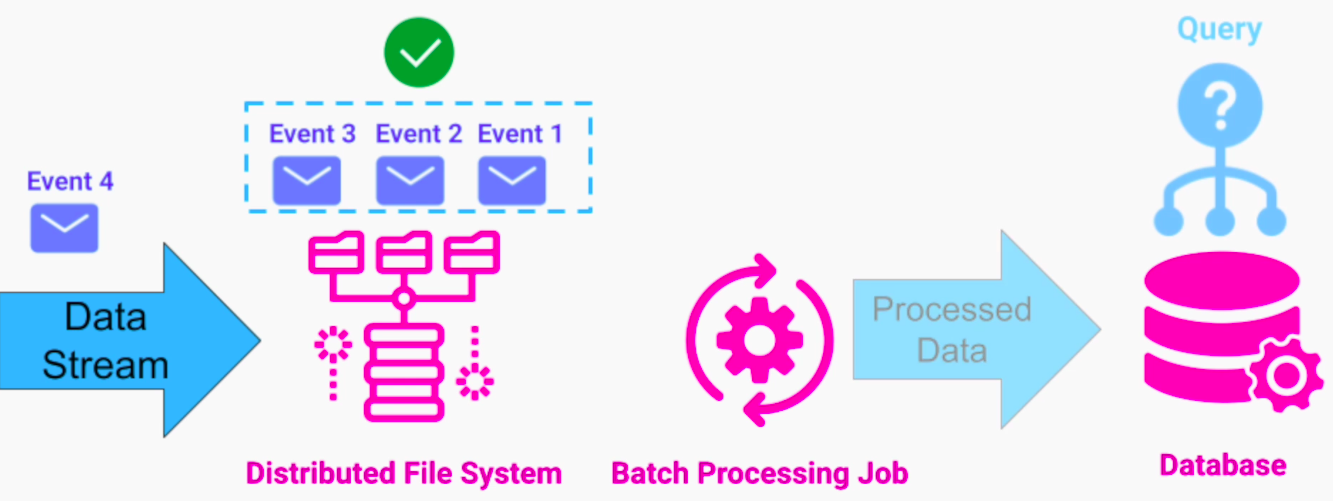 Query
Event 3 Event 2 Event 1
Event 4
Data
Stream
Processed
Data
Distributed File System
Batch Processing Job
Database